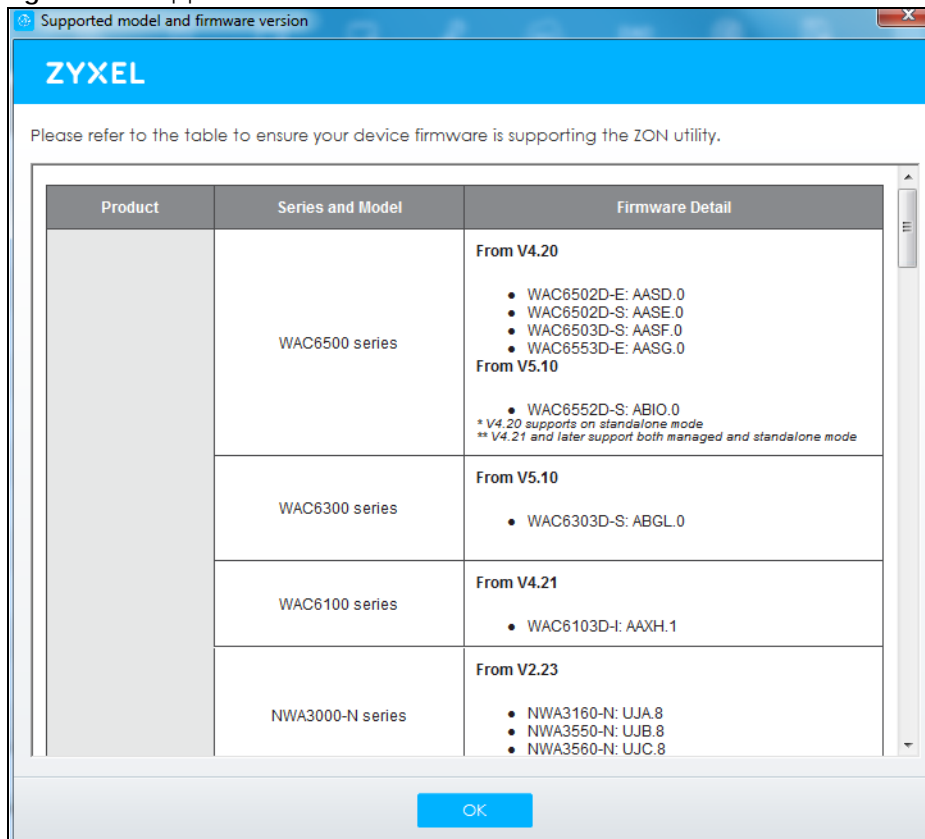 Supported model and firmware version
ZYXEL
Please refer to the table to ensure your device firmware is supporting the ZON utility.
Product Series and Model Firmware Detail
WAC6500 series
From V4.20
• WAC6502D-E: AASD.0
• WAC6502D-S: AASE.0
• WAC6503D-S: AASF.0
• WAC6553D-E: AASG.0
From V5.10
• WAC6552D-S: ABIO.0
* V4.20 supports on standalone mode
** V4.21 and later support both managed and standalone mode
WAC6300 series
From V5.10
• WAC6303D-S: ABGL.0
WAC6100 series
From V4.21
• WAC6103D-I: AAXH.1
NWA3000-N series
From V2.23
• NWA3160-N: UJA.8
• NWA3550-N: UJB.8
• NWA3560-N: UJC.8
OK